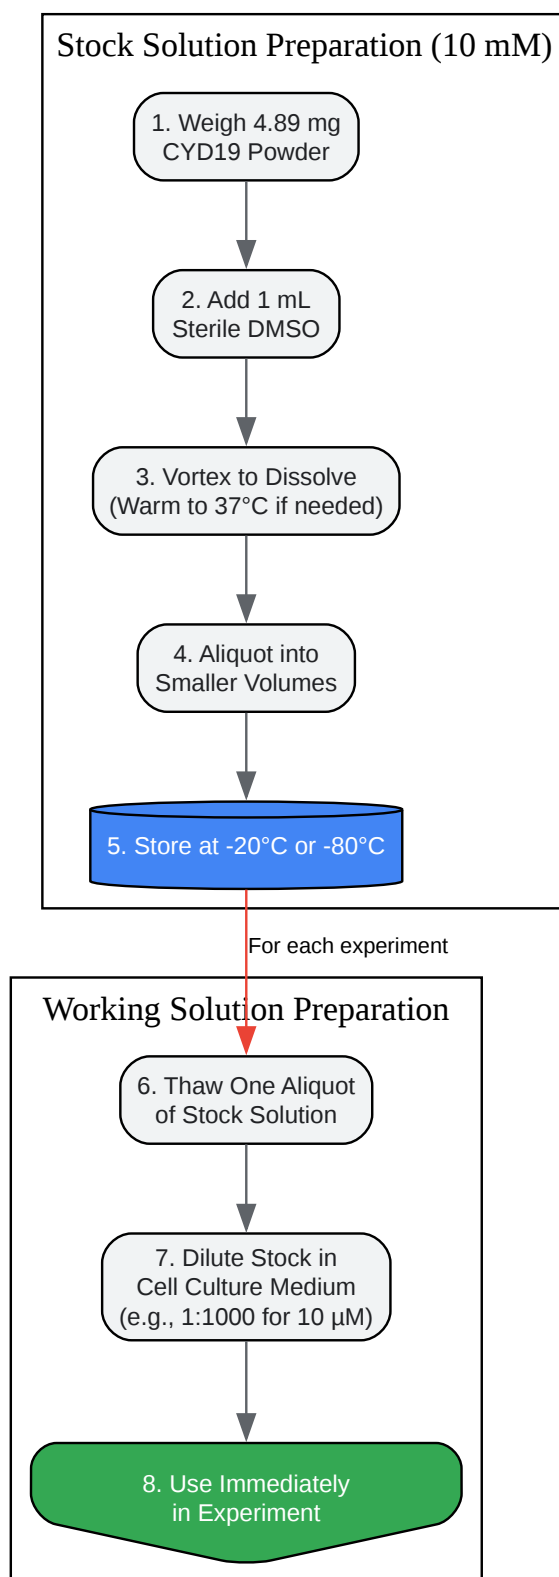 Stock Solution Preparation (10 mM)
1. Weigh 4.89 mg
CYD19 Powder
2. Add 1 mL
Sterile DMSO
3. Vortex to Dissolve
(Warm to 37°C if needed)
4. Aliquot into
Smaller Volumes
5. Store at -20°C or -80°C
For each experiment
Working Solution Preparation
6. Thaw One Aliquot
of Stock Solution
7. Dilute Stock in
Cell Culture Medium
(e.g., 1:1000 for 10 µM)
8. Use Immediately
in Experiment